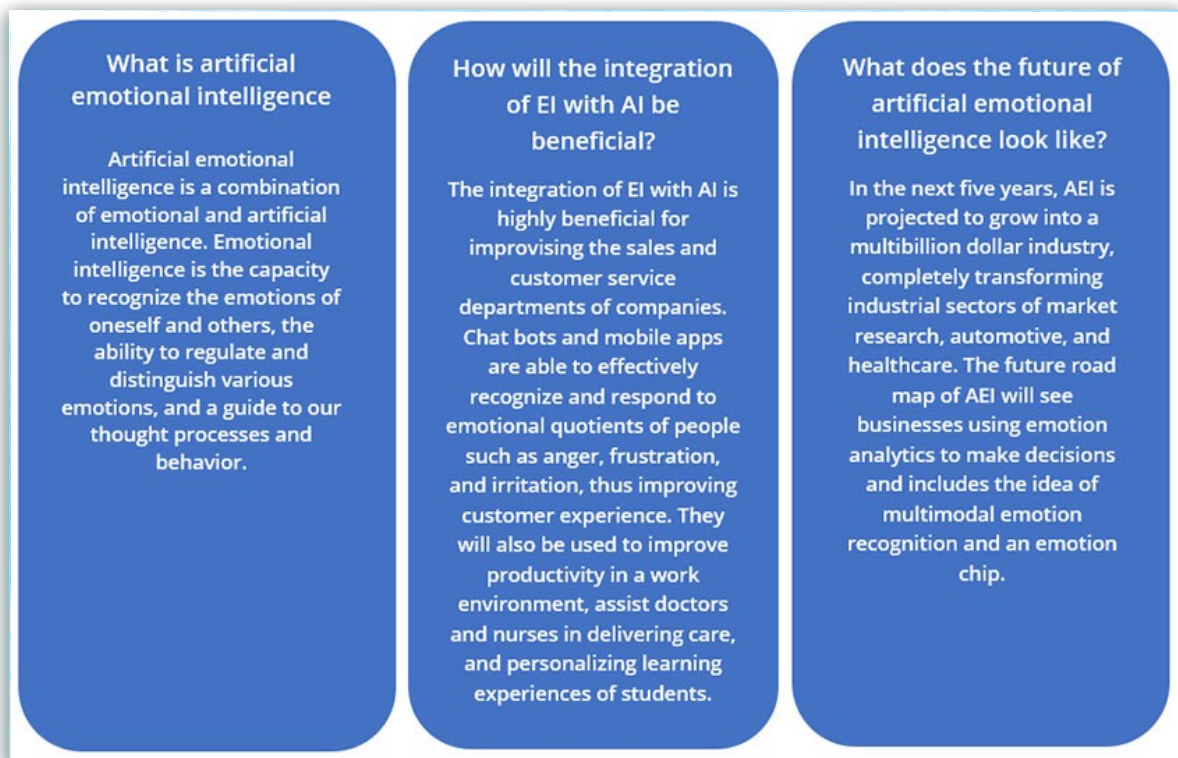 What is artificial
emotional intelligence
Artificial emotional
intelligence is a combination
of emotional and artificial
intelligence. Emotional
intelligence is the capacity
to recognize the emotions of
oneself and others, the
ability to regulate and
distinguish various
emotions, and a guide to our
thought processes and
behavior.
How will the integration
of EI with AI be
beneficial?
The integration of EI with AI is
highly beneficial for
improvising the sales and
customer service
departments of companies.
Chat bots and mobile apps
are able to effectively
recognize and respond to
emotional quotients of people
such as anger, frustration,
and irritation, thus improving
customer experience. They
will also be used to improve
productivity in a work
environment, assist doctors
and nurses in delivering care,
and personalizing learning
experiences of students.
What does the future of
artificial emotional
intelligence look like?
In the next five years, AEI is
projected to grow into a
multibillion dollar industry,
completely transforming
industrial sectors of market
research, automotive, and
healthcare. The future road
map of AEI will see
businesses using emotion
analytics to make decisions
and includes the idea of
multimodal emotion
recognition and an emotion
chip.